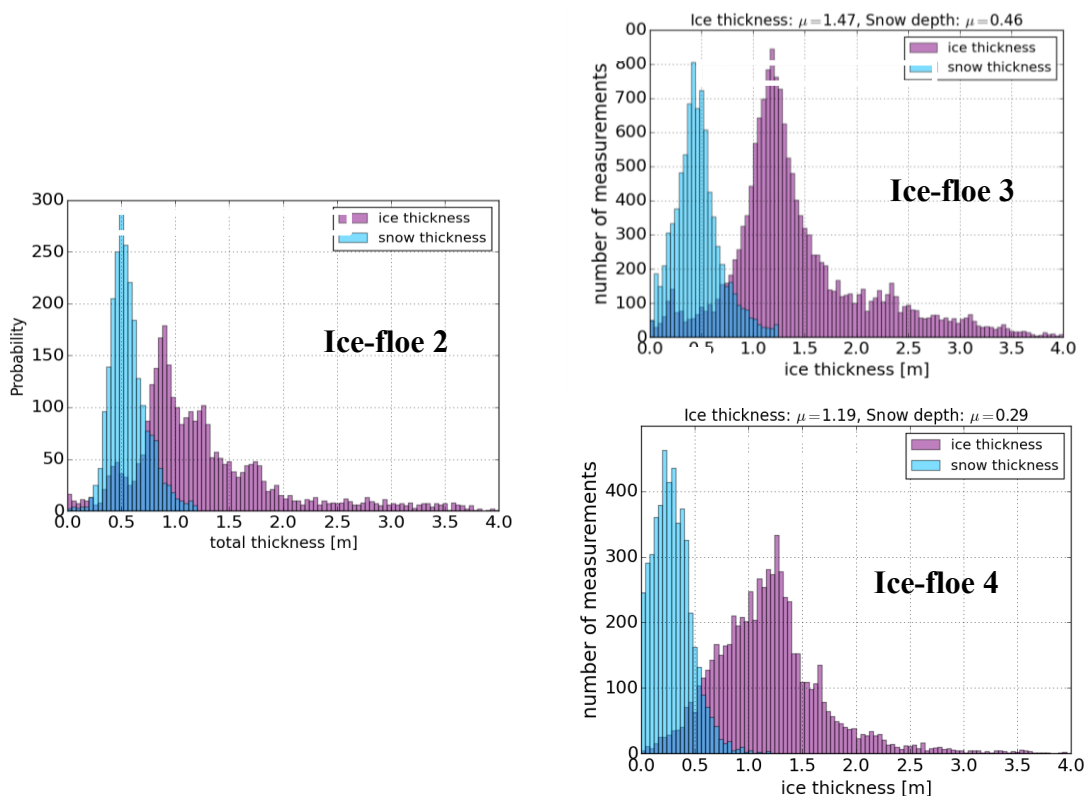 300
250
200
150
100
50
0
Probability
ice thickness
snow thickness
Ice-floe 2
0.0 0.5 1.0 1.5 2.0 2.5 3.0 3.5 4.0
total thickness [m]
Ice thickness: μ=1.47, Snow depth: μ=0.46
00
800
700
600
500
400
300
200
100
0
number of measurements
ice thickness
snow thickness
Ice-floe 3
0.0 0.5 1.0 1.5 2.0 2.5 3.0 3.5 4.0
ice thickness [m]
Ice thickness: μ=1.19, Snow depth: μ=0.29
400
300
200
100
0
number of measurements
ice thickness
snow thickness
Ice-floe 4
0.0 0.5 1.0 1.5 2.0 2.5 3.0 3.5 4.0
ice thickness [m]